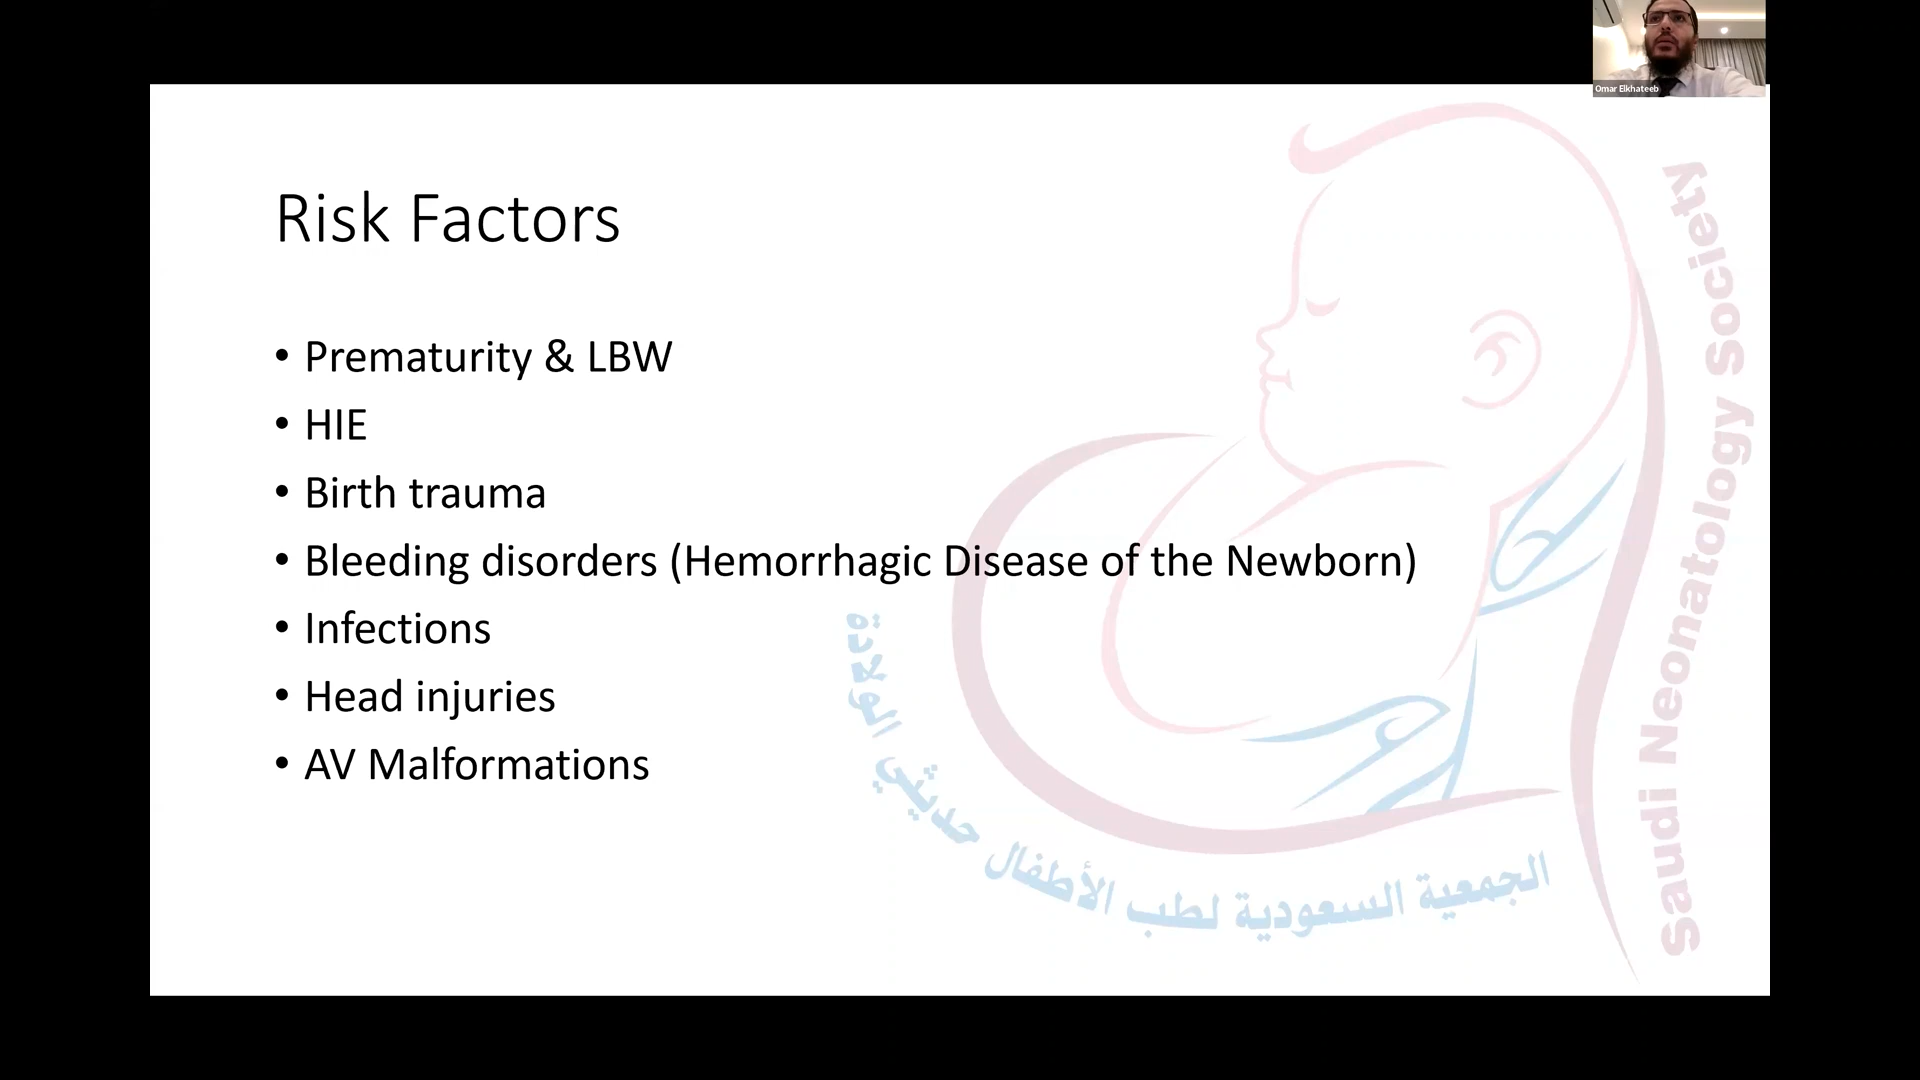 Omar Elkhateeb
Risk Factors
• Prematurity & LBW
• HIE
• Birth trauma
• Bleeding disorders (Hemorrhagic Disease of the Newborn)
• Infections
• Head injuries
• AV Malformations
الجمعية السعودية لطب الأطفال حديثي الولادة
Saudi Neonatology Society